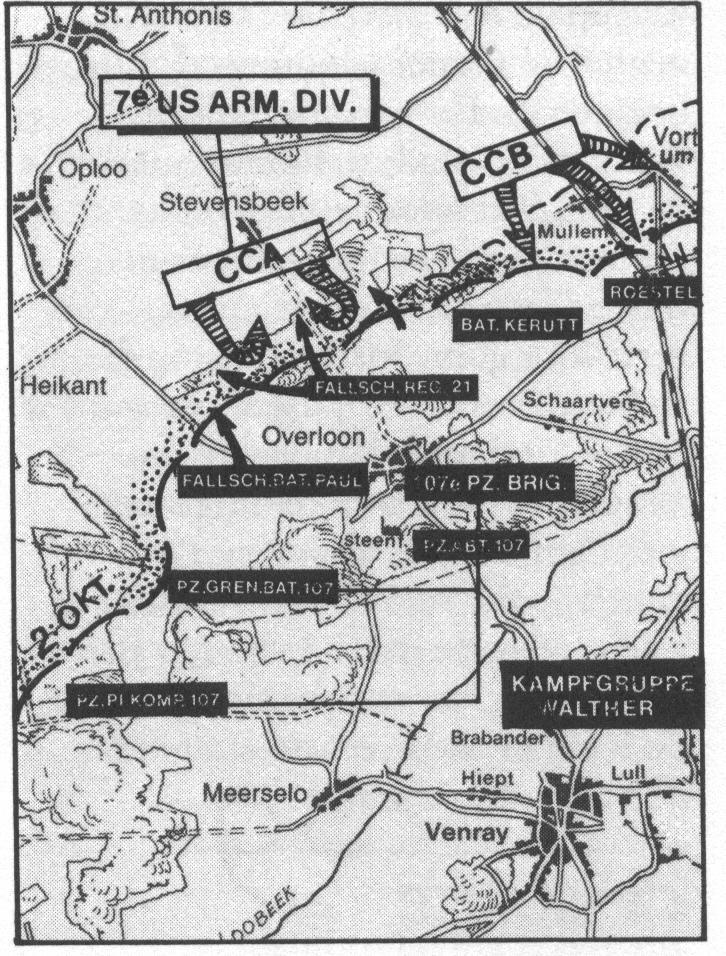 St. Anthonis
7e US ARM. DIV.
Vort
um
CCB
Oploo
Stevensbeek
Mullem
CCA
ROESTEL
BAT. KERUTT
Heikant
FALLSCH. REG. 21
Schaartven
Overloon
FALLSCH. BAT. PAUL
107e PZ. BRIG.
steen
PZ. ABT. 107
PZ. GREN. BAT. 107
2 OKT.
KAMPFGRUPPE
WALTHER
PZ. PI KOMP. 107
Brabander
Meerselo
Hiept
Lull
Venray
LOOBEEK